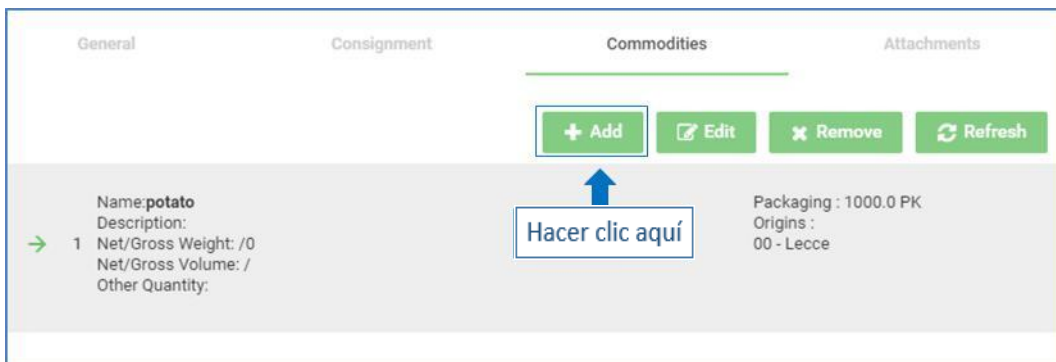 General Consignment Commodities Attachments
Add Edit Remove Refresh
Hacer clic aquí
1
Name:potato
Description:
Net/Gross Weight: /0
Net/Gross Volume: /
Other Quantity:
Packaging : 1000.0 PK
Origins :
00 - Lecce